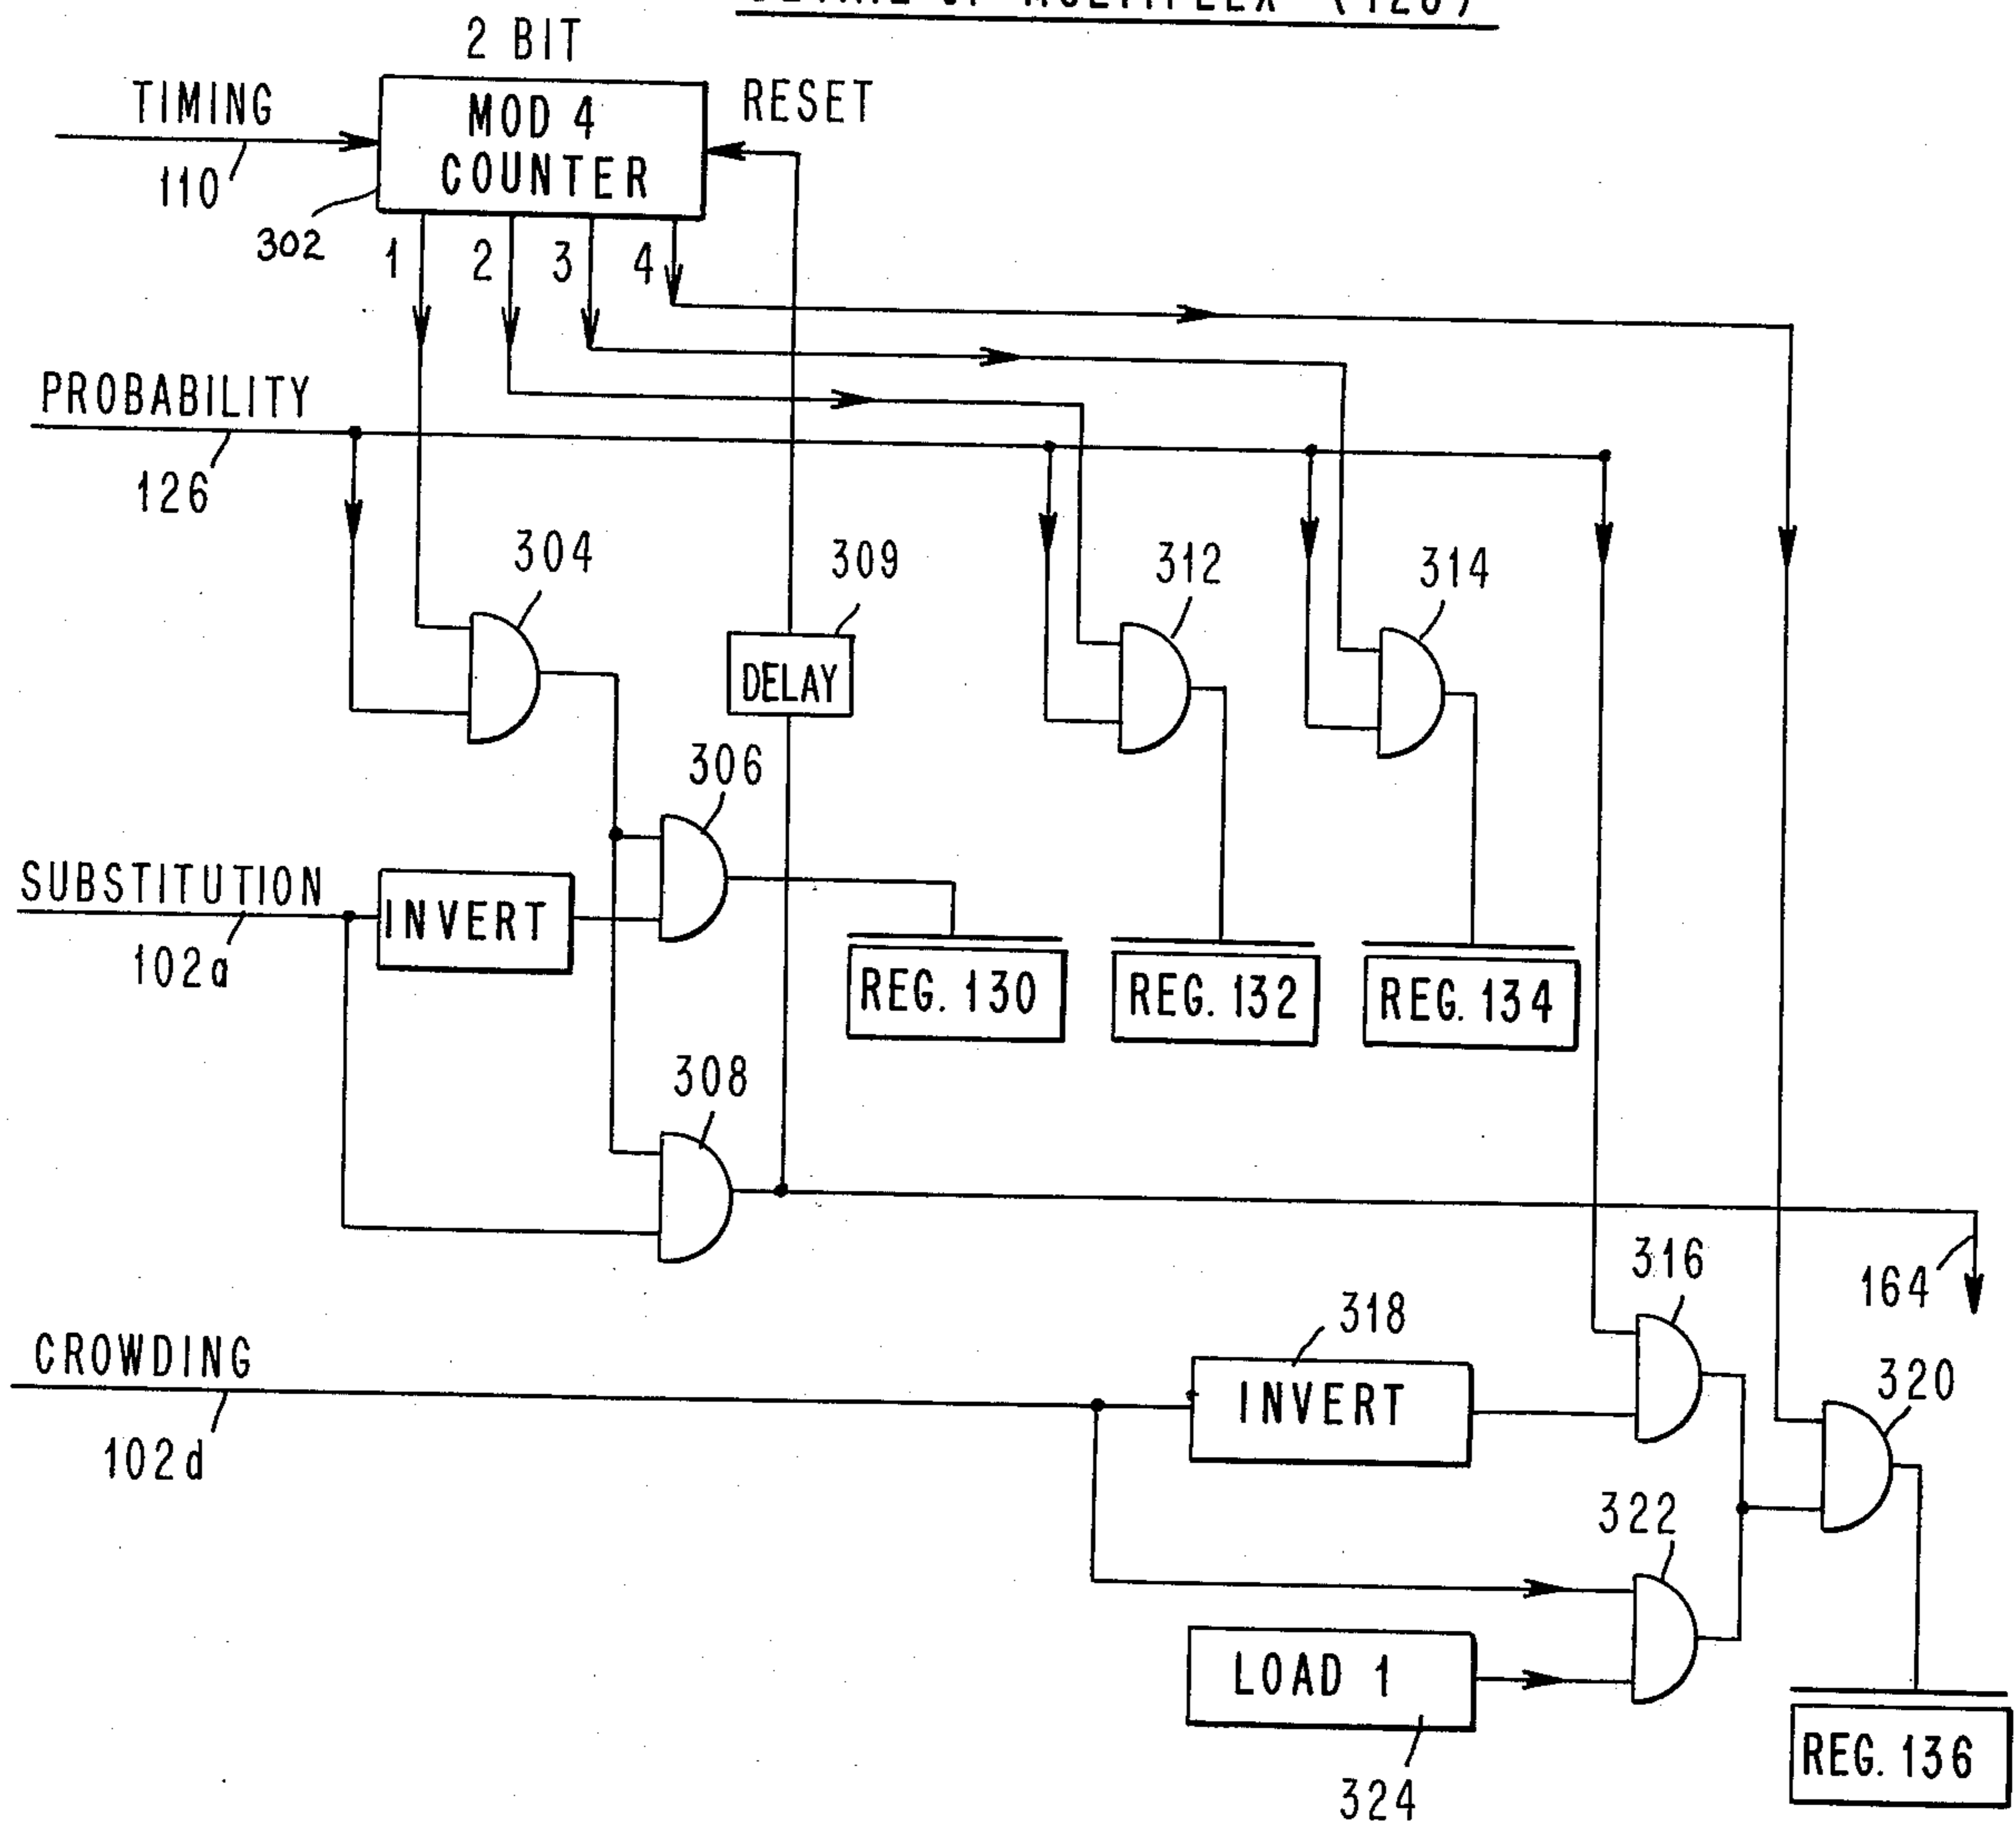 MULTIPLEX
2 BIT
TIMING
MOD 4
COUNTER
RESET
110
302
1 2 3 4
PROBABILITY
126
304
309
312
314
DELAY
306
SUBSTITUTION
INVERT
102a
REG. 130
REG. 132
REG. 134
308
316
164
318
CROWDING
INVERT
320
102d
322
LOAD 1
324
REG. 136